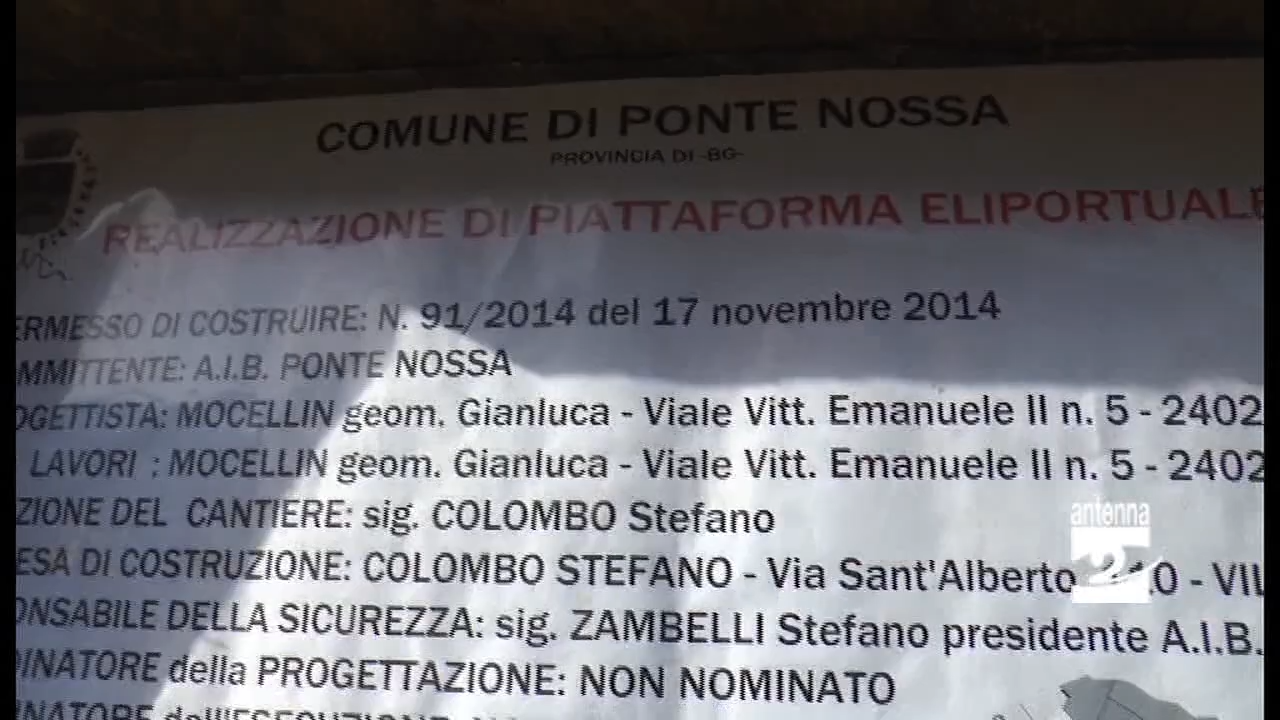 COMUNE DI PONTE NOSSA
PROVINCIA DI -BG-
REALIZZAZIONE DI PIATTAFORMA ELIPORTUALE
ERMESSO DI COSTRUIRE: N. 91/2014 del 17 novembre 2014
MMITTENTE: A.I.B. PONTE NOSSA
OGETTISTA: MOCELLIN geom. Gianluca - Viale Vitt. Emanuele II n. 5 - 2402
LAVORI : MOCELLIN geom. Gianluca - Viale Vitt. Emanuele II n. 5 - 2402
ZIONE DEL CANTIERE: sig. COLOMBO Stefano
antenna
2
ESA DI COSTRUZIONE: COLOMBO STEFANO - Via Sant'Alberto - VIL
ONSABILE DELLA SICUREZZA: sig. ZAMBELLI Stefano presidente A.I.B.
DINATORE della PROGETTAZIONE: NON NOMINATO